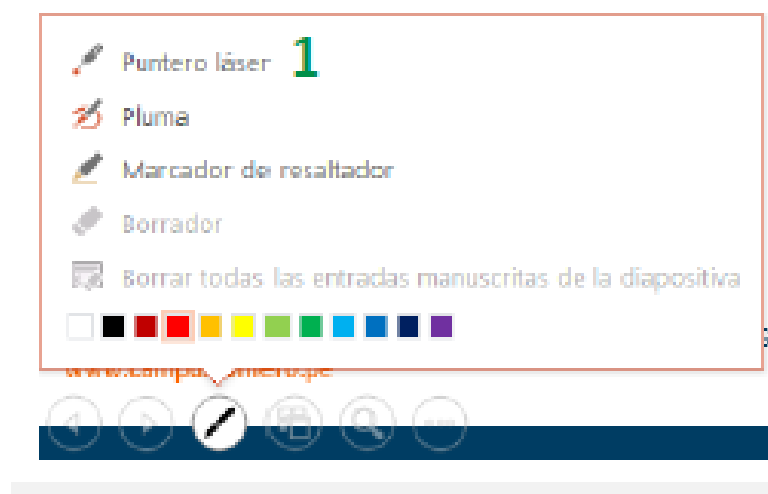 Puntero láser 1
Pluma
Marcador de resaltador
Borrador
Borrar todas las entradas manuscritas de la diapositiva